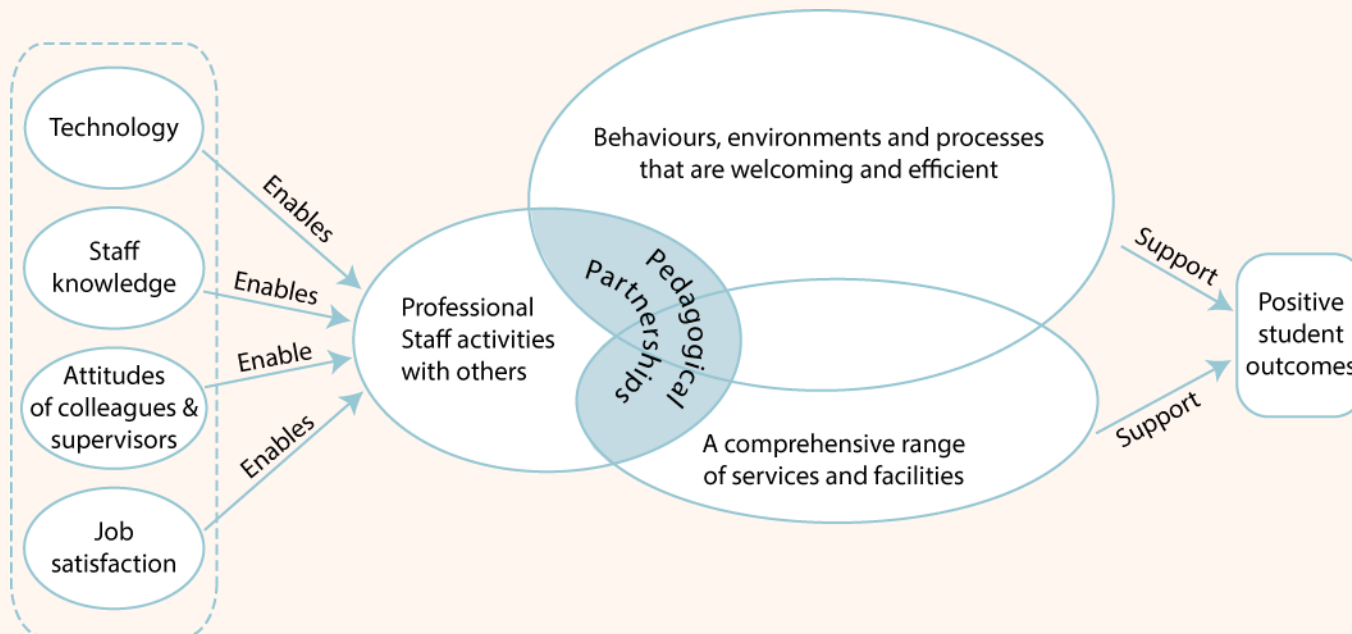 Technology
Enables
Staff
knowledge
Enables
Attitudes
of colleagues &
supervisors
Enable
Job
satisfaction
Enables
Professional
Staff activities
with others
Pedagogical
Partnerships
Behaviours, environments and processes
that are welcoming and efficient
A comprehensive range
of services and facilities
Support
Support
Positive
student
outcomes